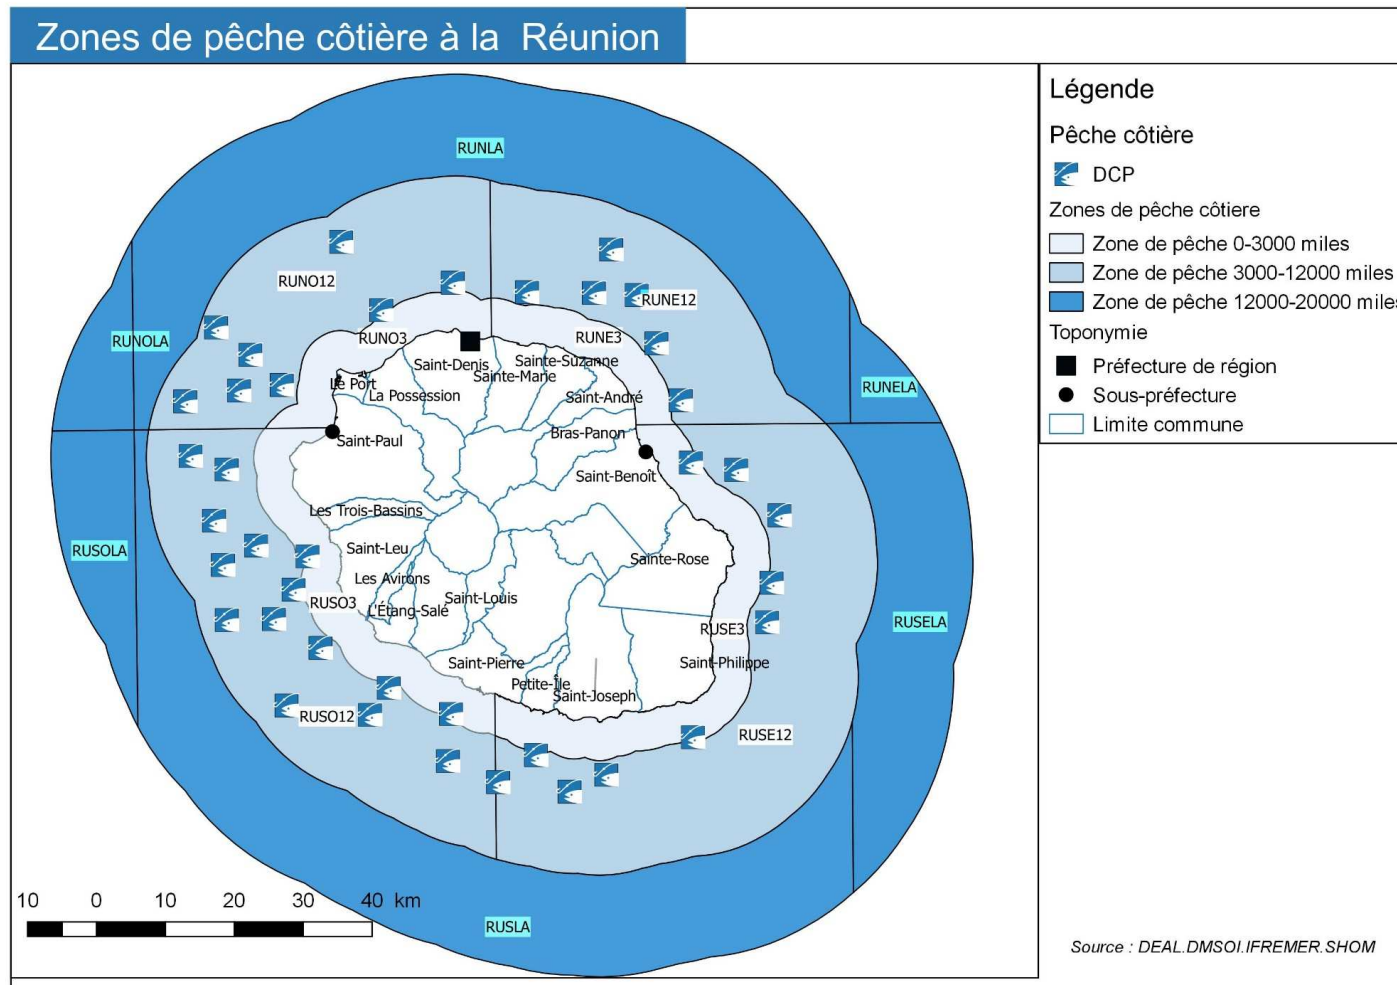 Zones de pêche côtière à la Réunion
Légende
Pêche côtière
DCP
Zones de pêche côtiere
Zone de pêche 0-3000 miles
Zone de pêche 3000-12000 miles
Zone de pêche 12000-20000 miles
Toponymie
Préfecture de région
Sous-préfecture
Limite commune
RUNLA
RUNO12
RUNE12
RUNOLA
RUNO3
RUNE3
Saint-Denis
Sainte-Suzanne
Sainte-Marie
Le Port
La Possession
Saint-André
RUNELA
Saint-Paul
Bras-Panon
Saint-Benoît
Les Trois-Bassins
RUSOLA
Saint-Leu
Sainte-Rose
Les Avirons
RUSO3
L'Étang-Salé
Saint-Louis
RUSE3
RUSELA
Saint-Pierre
Saint-Philippe
Petite-Île
Saint-Joseph
RUSO12
RUSE12
RUSLA
10 0 10 20 30 40 km
Source : DEAL.DMSOI.IFREMER.SHOM